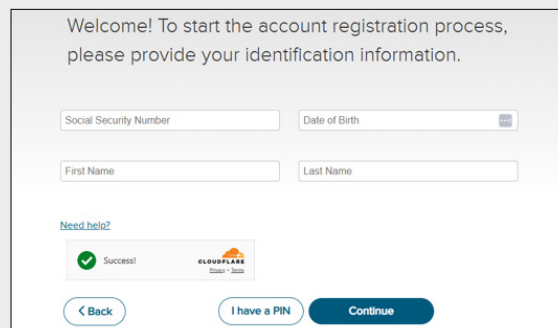 Welcome! To start the account registration process,
please provide your identification information.
Social Security Number
Date of Birth
First Name
Last Name
Need help?
Success!
CLOUDFLARE
Privacy • Terms
< Back
I have a PIN
Continue